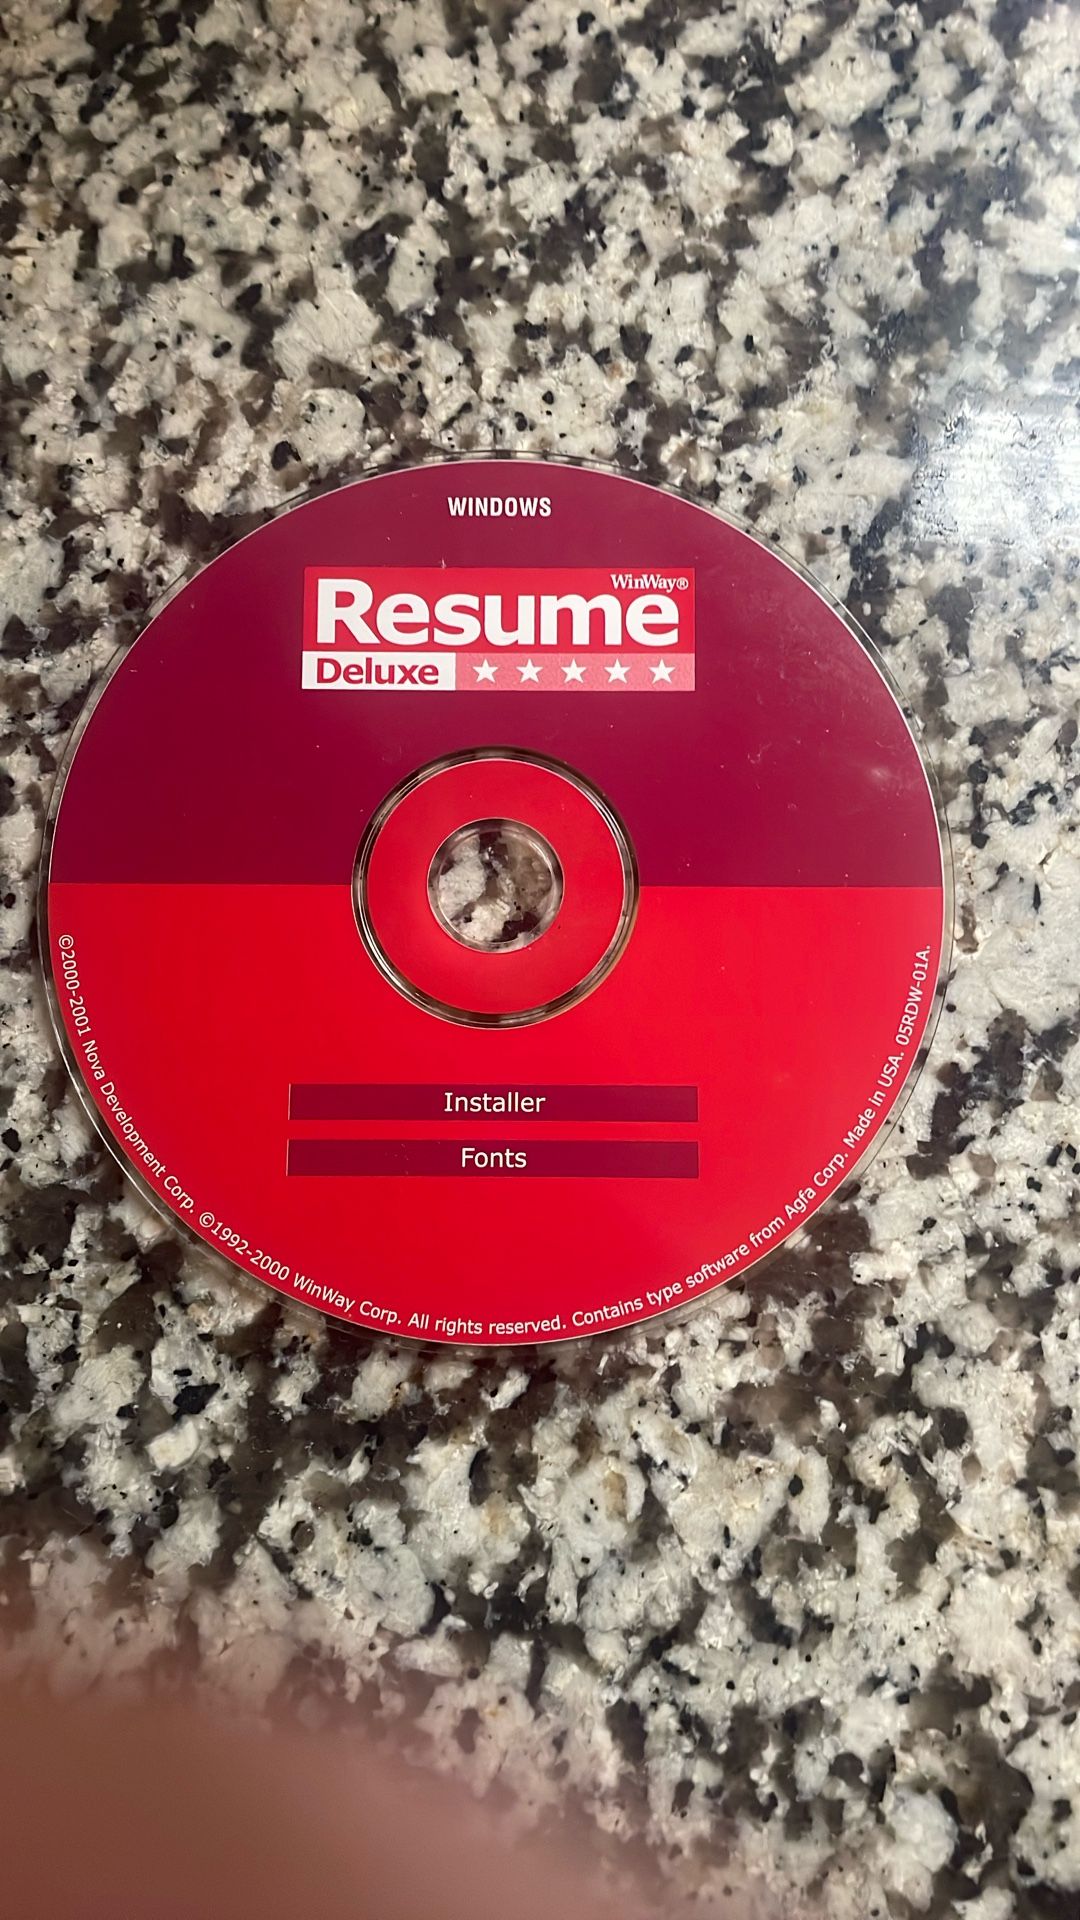 WINDOWS
WinWay®
Resume
Deluxe ★ ★ ★ ★ ★
Installer
Fonts
©2000-2001 Nova Development Corp. ©1992-2000 WinWay Corp. All rights reserved. Contains type software from Agfa Corp. Made in USA. 05RDW-01A.